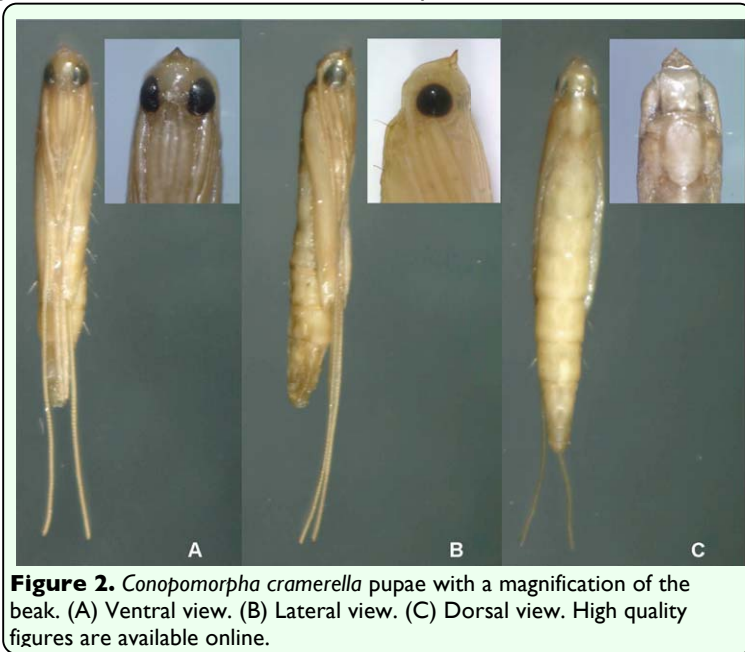 A B C
Figure 2. Conopomorpha cramerella pupae with a magnification of the
beak. (A) Ventral view. (B) Lateral view. (C) Dorsal view. High quality
figures are available online.